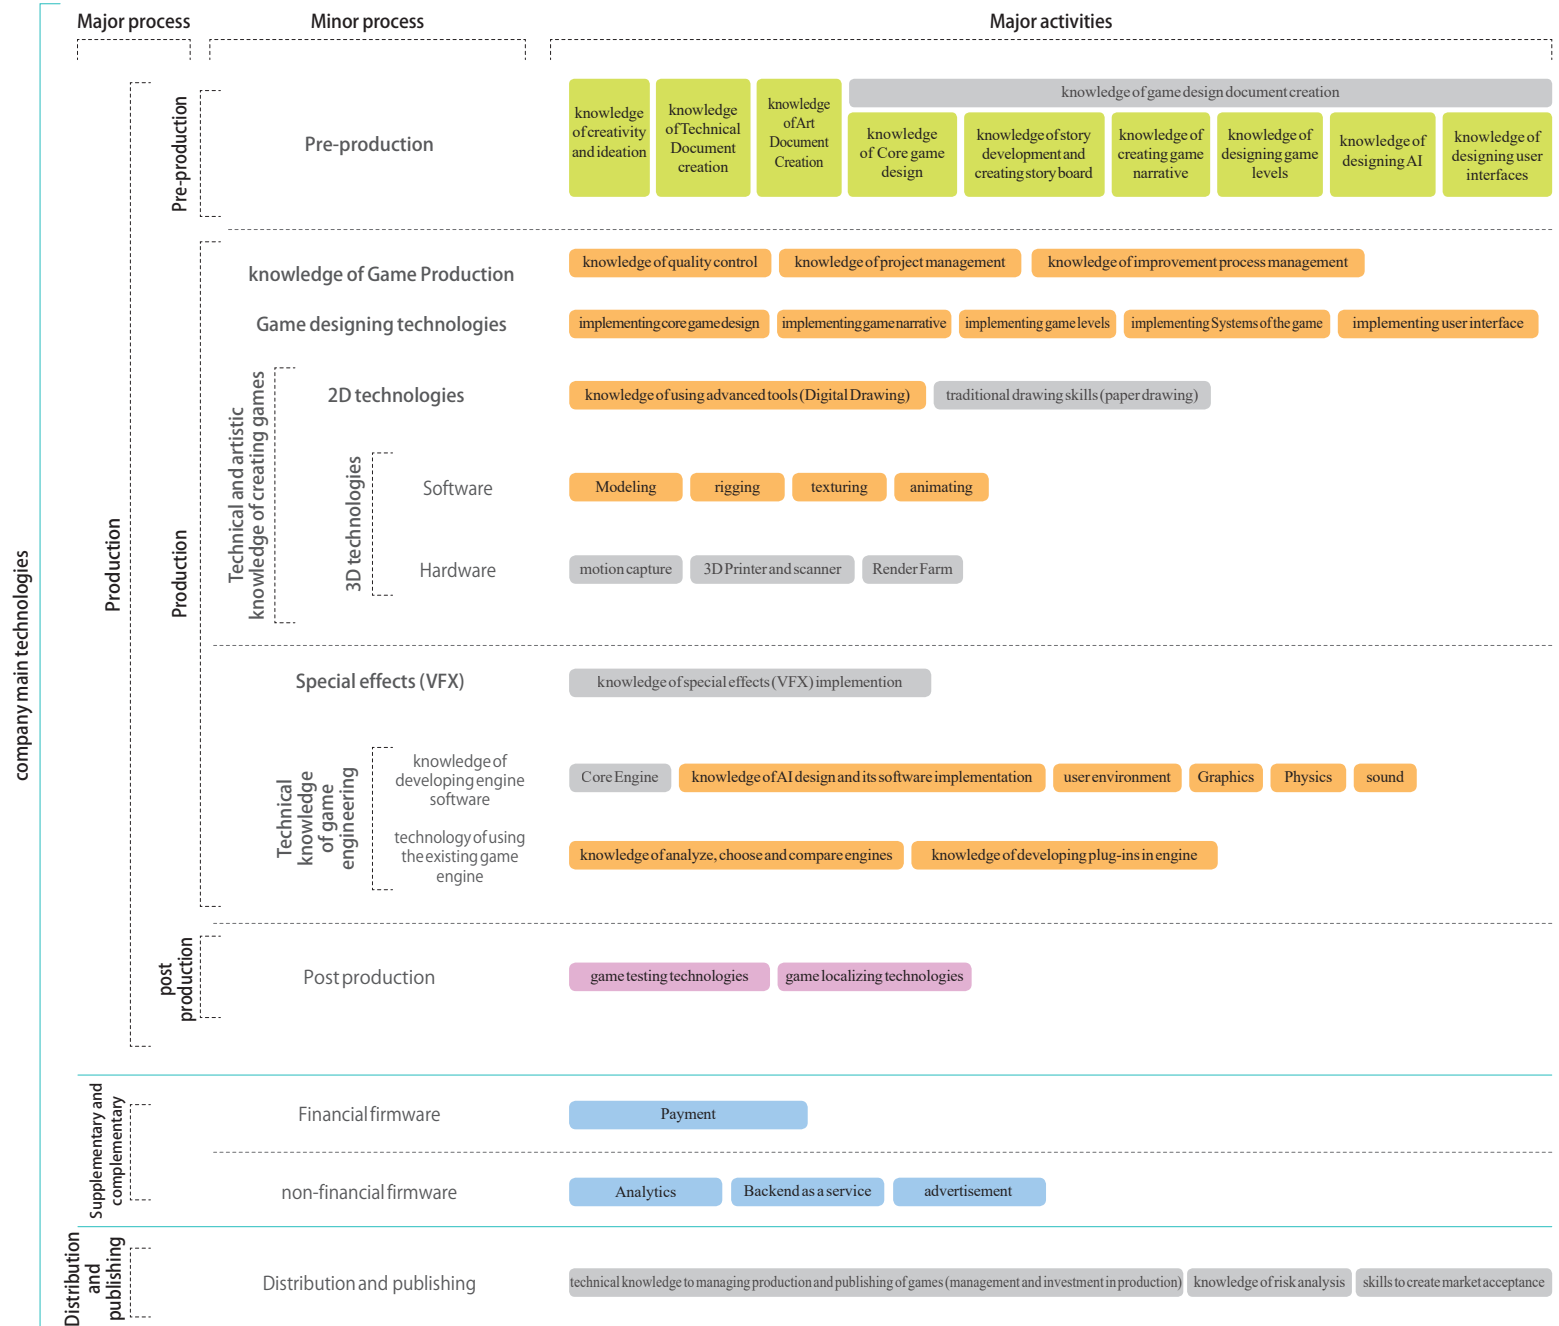 Major process
Minor process
Major activities
company main technologies
Production
Pre-production
Pre-production
knowledge
of creativity
and ideation
knowledge
of Technical
Document
creation
knowledge
of Art
Document
Creation
knowledge of game design document creation
knowledge
of Core game
design
knowledge of story
development and
creating story board
knowledge of
creating game
narrative
knowledge of
designing game
levels
knowledge of
designing AI
knowledge of
designing user
interfaces
Production
knowledge of Game Production
knowledge of quality control
knowledge of project management
knowledge of improvement process management
Game designing technologies
implementing core game design
implementing game narrative
implementing game levels
implementing Systems of the game
implementing user interface
Technical and artistic
knowledge of creating games
2D technologies
knowledge of using advanced tools (Digital Drawing)
traditional drawing skills (paper drawing)
3D technologies
Software
Modeling
rigging
texturing
animating
Hardware
motion capture
3D Printer and scanner
Render Farm
Special effects (VFX)
knowledge of special effects (VFX) implemention
Technical
knowledge
of game
engineering
knowledge of
developing engine
software
Core Engine
knowledge of AI design and its software implementation
user environment
Graphics
Physics
sound
technology of using
the existing game
engine
knowledge of analyze, choose and compare engines
knowledge of developing plug-ins in engine
post
production
Post production
game testing technologies
game localizing technologies
Supplementary and
complementary
Financial firmware
Payment
non-financial firmware
Analytics
Backend as a service
advertisement
Distribution
and
publishing
Distribution and publishing
technical knowledge to managing production and publishing of games (management and investment in production)
knowledge of risk analysis
skills to create market acceptance